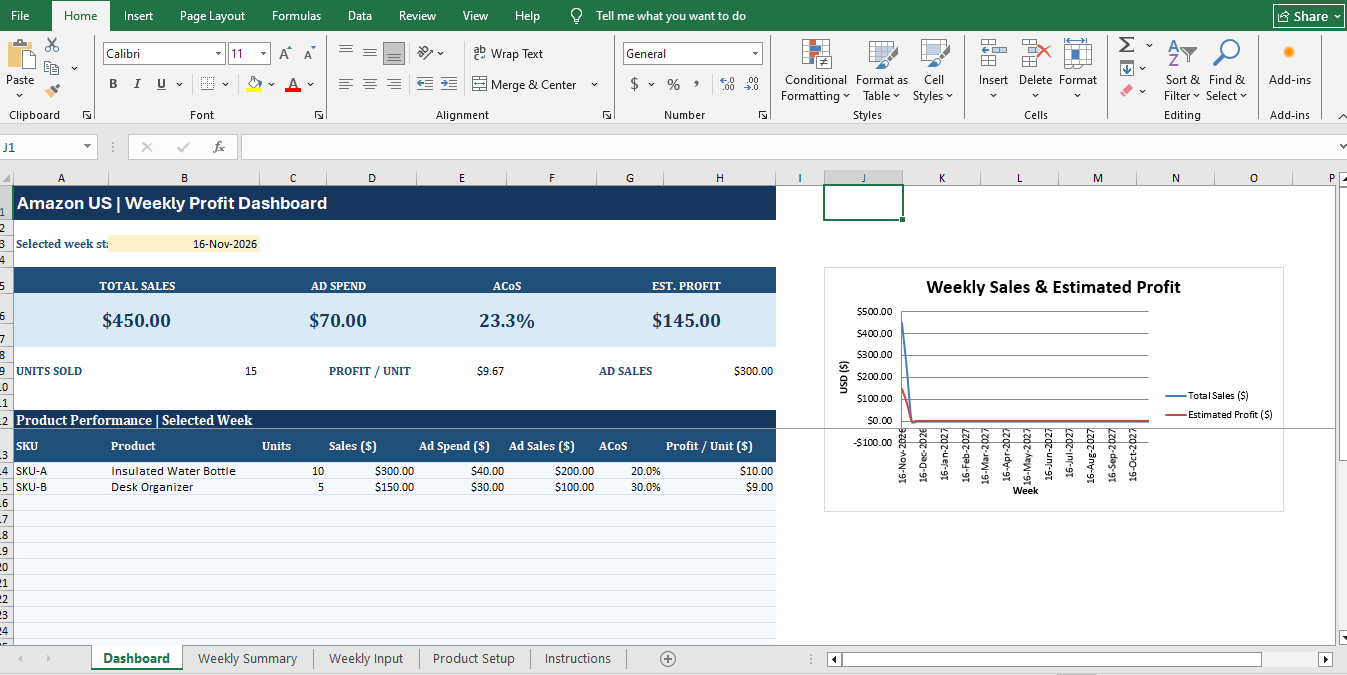 File Home Insert Page Layout Formulas Data Review View Help Tell me what you want to do Share
Paste
Clipboard
Calibri 11
B I U
Font
Wrap Text
Merge & Center
Alignment
General
$ % ,
Number
Conditional Formatting
Format as Table
Cell Styles
Styles
Insert
Delete
Format
Cells
Sort & Filter
Find & Select
Editing
Add-ins
Add-ins
J1 fx
A B C D E F G H I J K L M N O P
Amazon US | Weekly Profit Dashboard
Selected week sta 16-Nov-2026
TOTAL SALES AD SPEND ACoS EST. PROFIT
$450.00 $70.00 23.3% $145.00
UNITS SOLD 15 PROFIT / UNIT $9.67 AD SALES $300.00
Product Performance | Selected Week
SKU Product Units Sales ($) Ad Spend ($) Ad Sales ($) ACoS Profit / Unit ($)
SKU-A Insulated Water Bottle 10 $300.00 $40.00 $200.00 20.0% $10.00
SKU-B Desk Organizer 5 $150.00 $30.00 $100.00 30.0% $9.00
Weekly Sales & Estimated Profit
USD ($)
$500.00
$400.00
$300.00
$200.00
$100.00
$0.00
-$100.00
16-Nov-2026
16-Dec-2026
16-Jan-2027
16-Feb-2027
16-Mar-2027
16-Apr-2027
16-May-2027
16-Jun-2027
16-Jul-2027
16-Aug-2027
16-Sep-2027
16-Oct-2027
Week
Total Sales ($)
Estimated Profit ($)
Dashboard Weekly Summary Weekly Input Product Setup Instructions